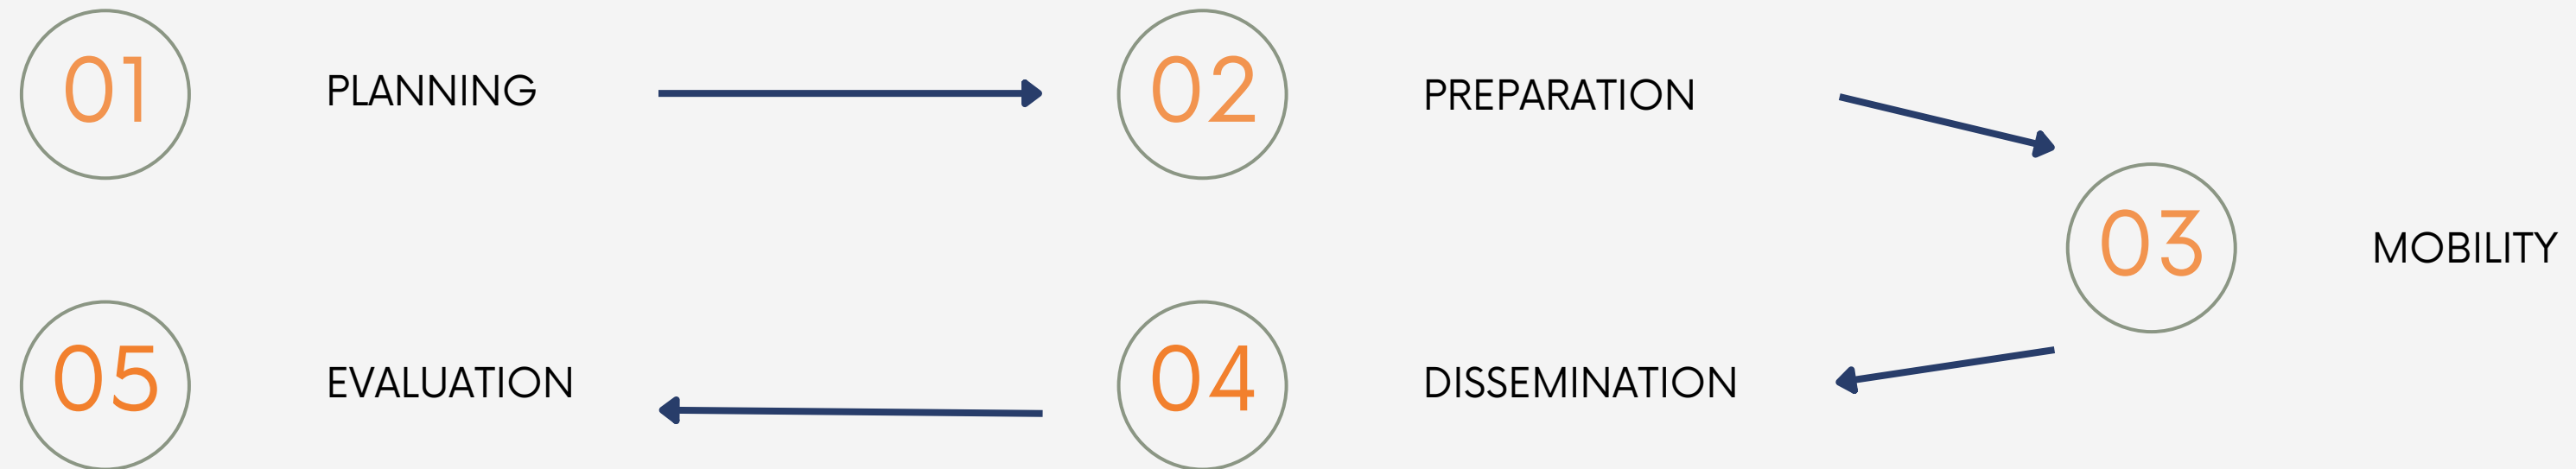 01
PLANNING
02
PREPARATION
03
MOBILITY
04
DISSEMINATION
05
EVALUATION